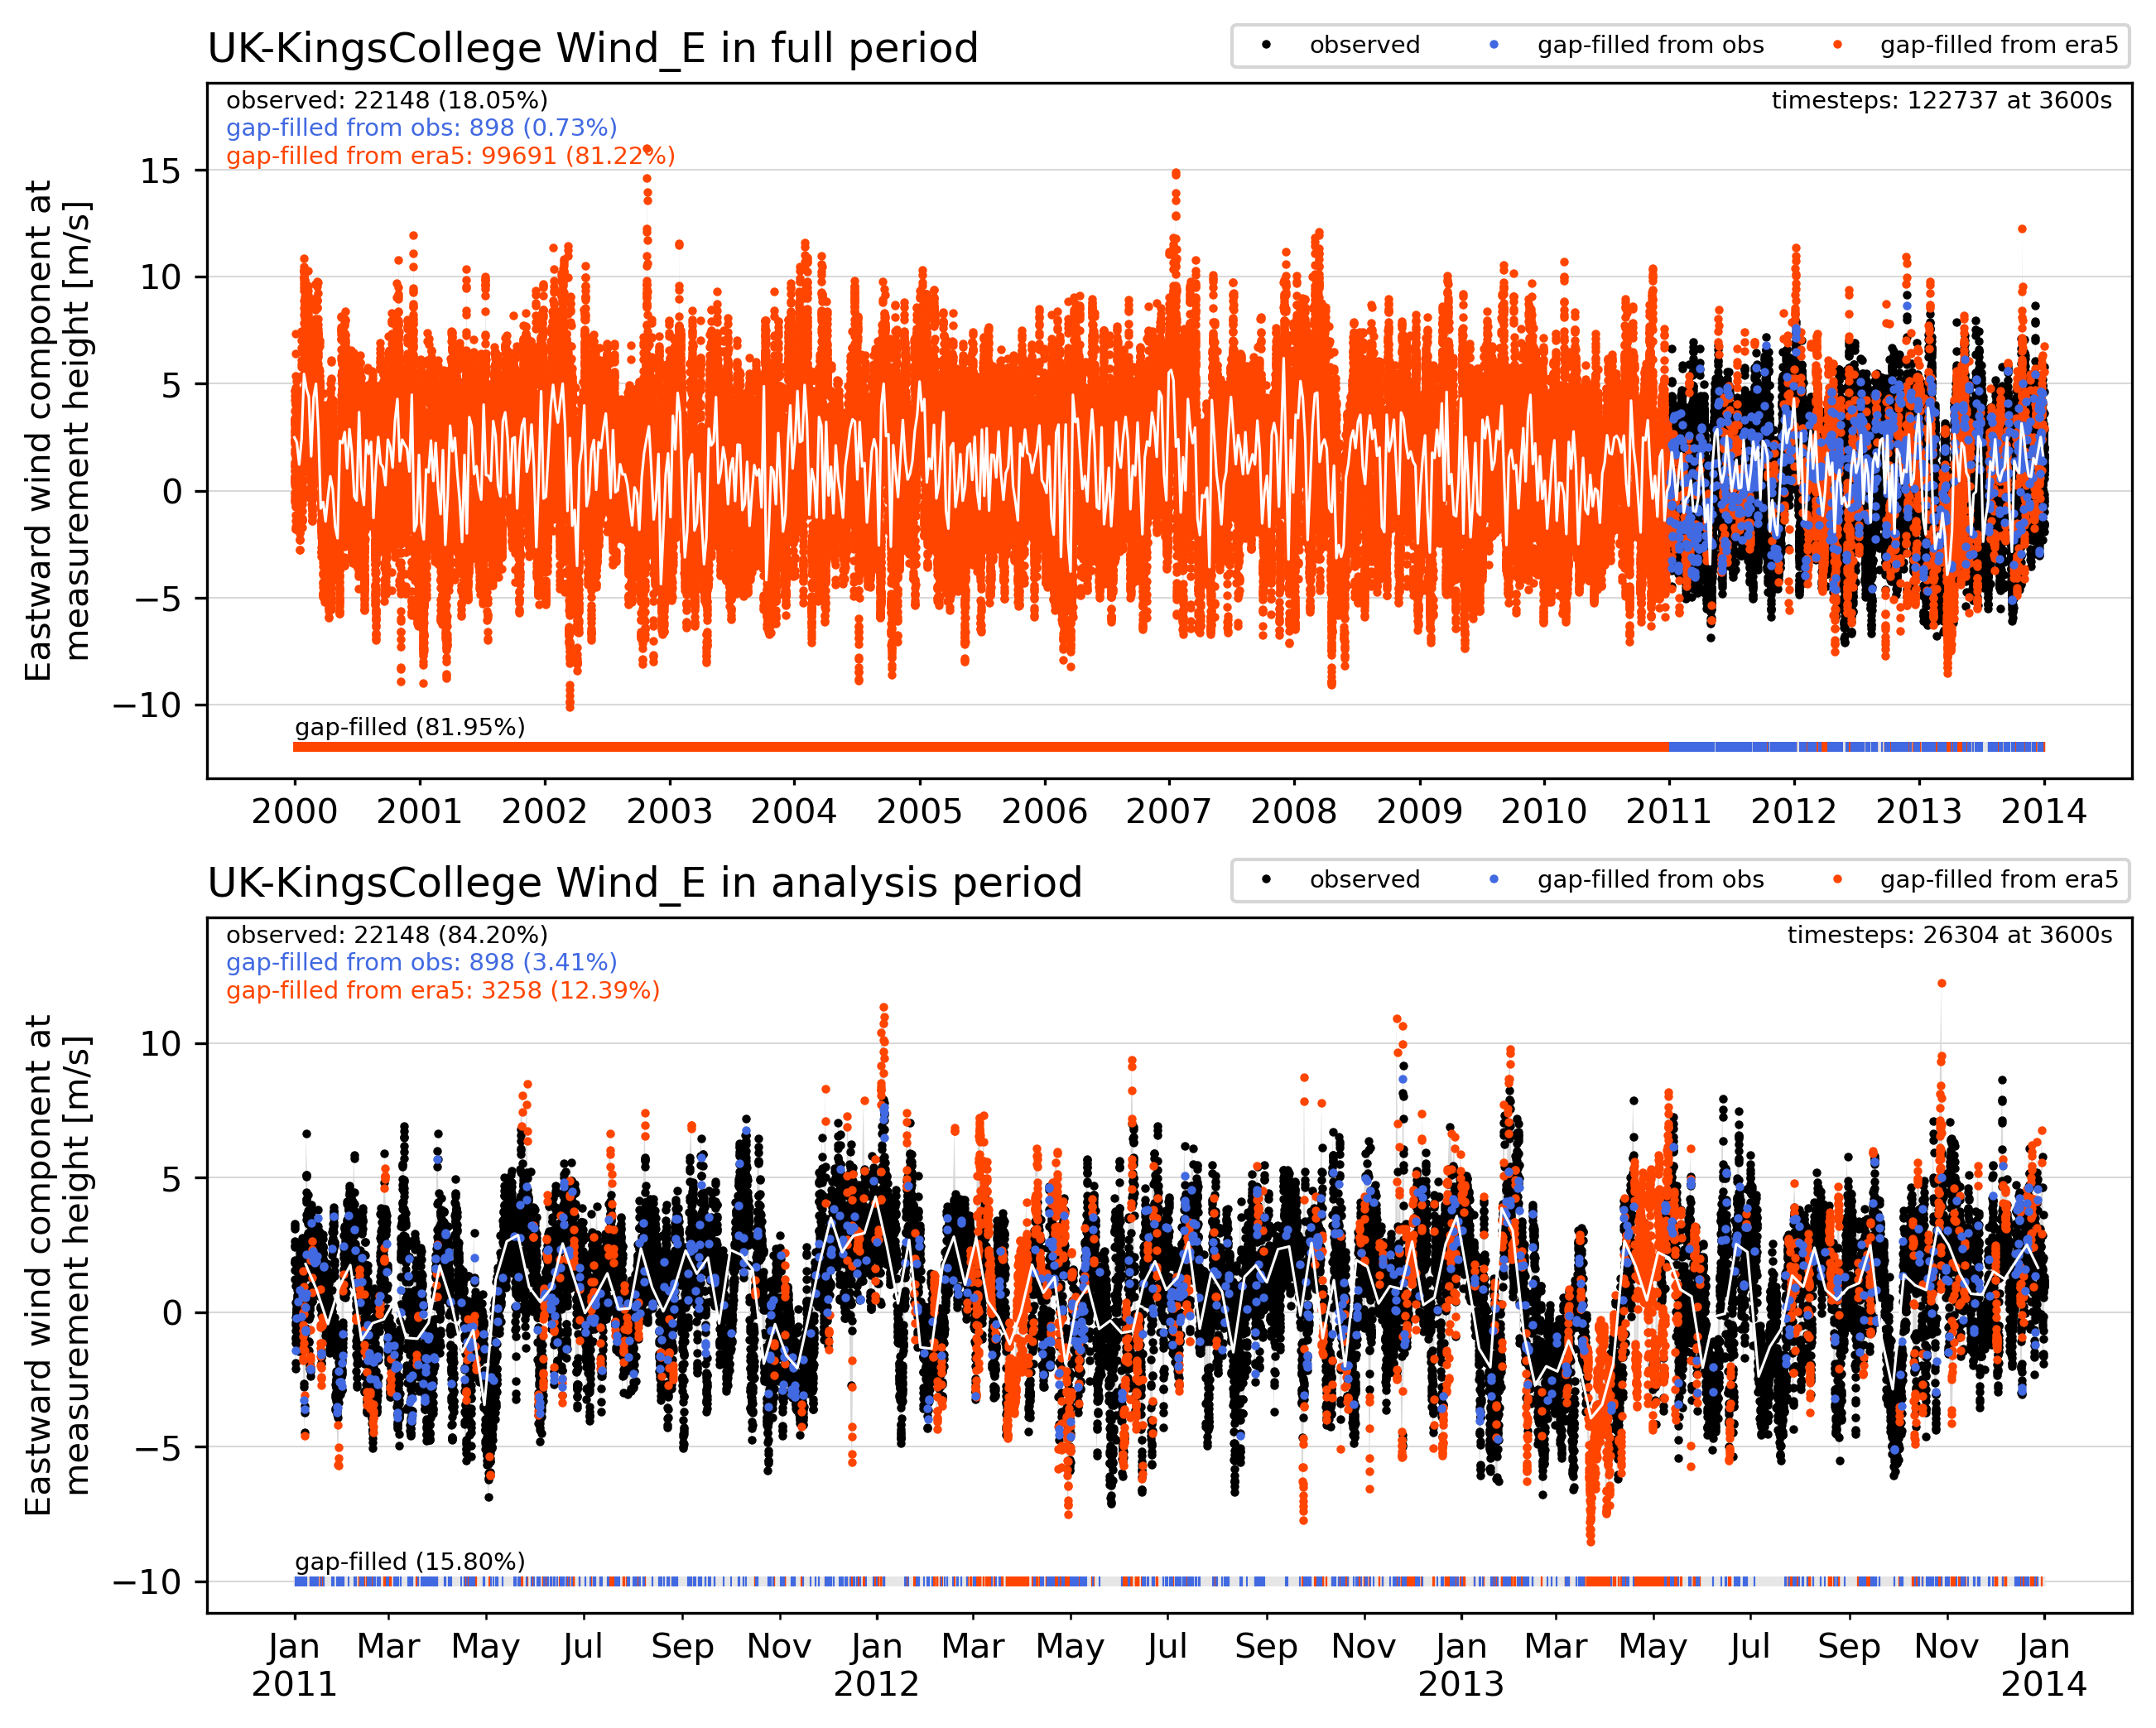 UK-KingsCollege Wind_E in full period
observed gap-filled from obs gap-filled from era5
observed: 22148 (18.05%)
timesteps: 122737 at 3600s
gap-filled from obs: 898 (0.73%)
gap-filled from era5: 99691 (81.22%)
Eastward wind component at
measurement height [m/s]
15
10
5
0
−5
−10
gap-filled (81.95%)
2000 2001 2002 2003 2004 2005 2006 2007 2008 2009 2010 2011 2012 2013 2014
UK-KingsCollege Wind_E in analysis period
observed gap-filled from obs gap-filled from era5
observed: 22148 (84.20%)
timesteps: 26304 at 3600s
gap-filled from obs: 898 (3.41%)
gap-filled from era5: 3258 (12.39%)
Eastward wind component at
measurement height [m/s]
10
5
0
−5
−10
gap-filled (15.80%)
Jan Mar May Jul Sep Nov Jan Mar May Jul Sep Nov Jan Mar May Jul Sep Nov Jan
2011 2012 2013 2014